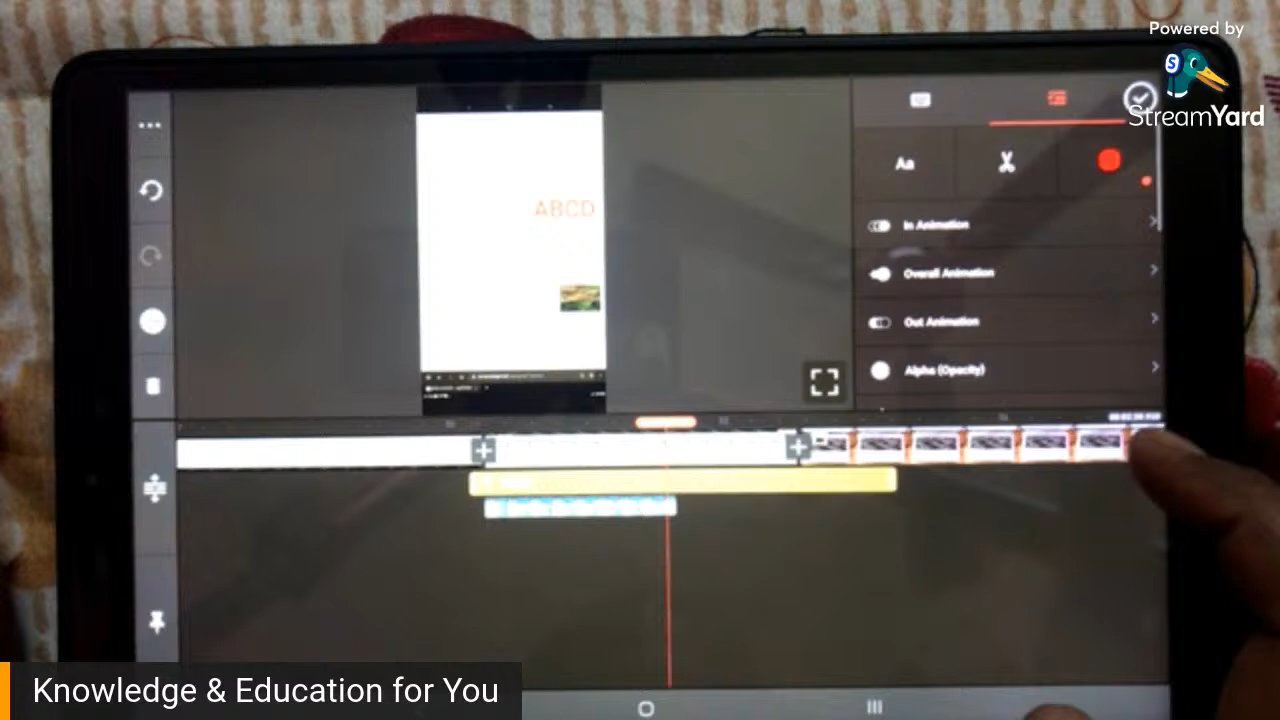 Powered by
StreamYard
ABCD
Aa
In Animation
Overall Animation
Out Animation
Alpha (Opacity)
Knowledge & Education for You